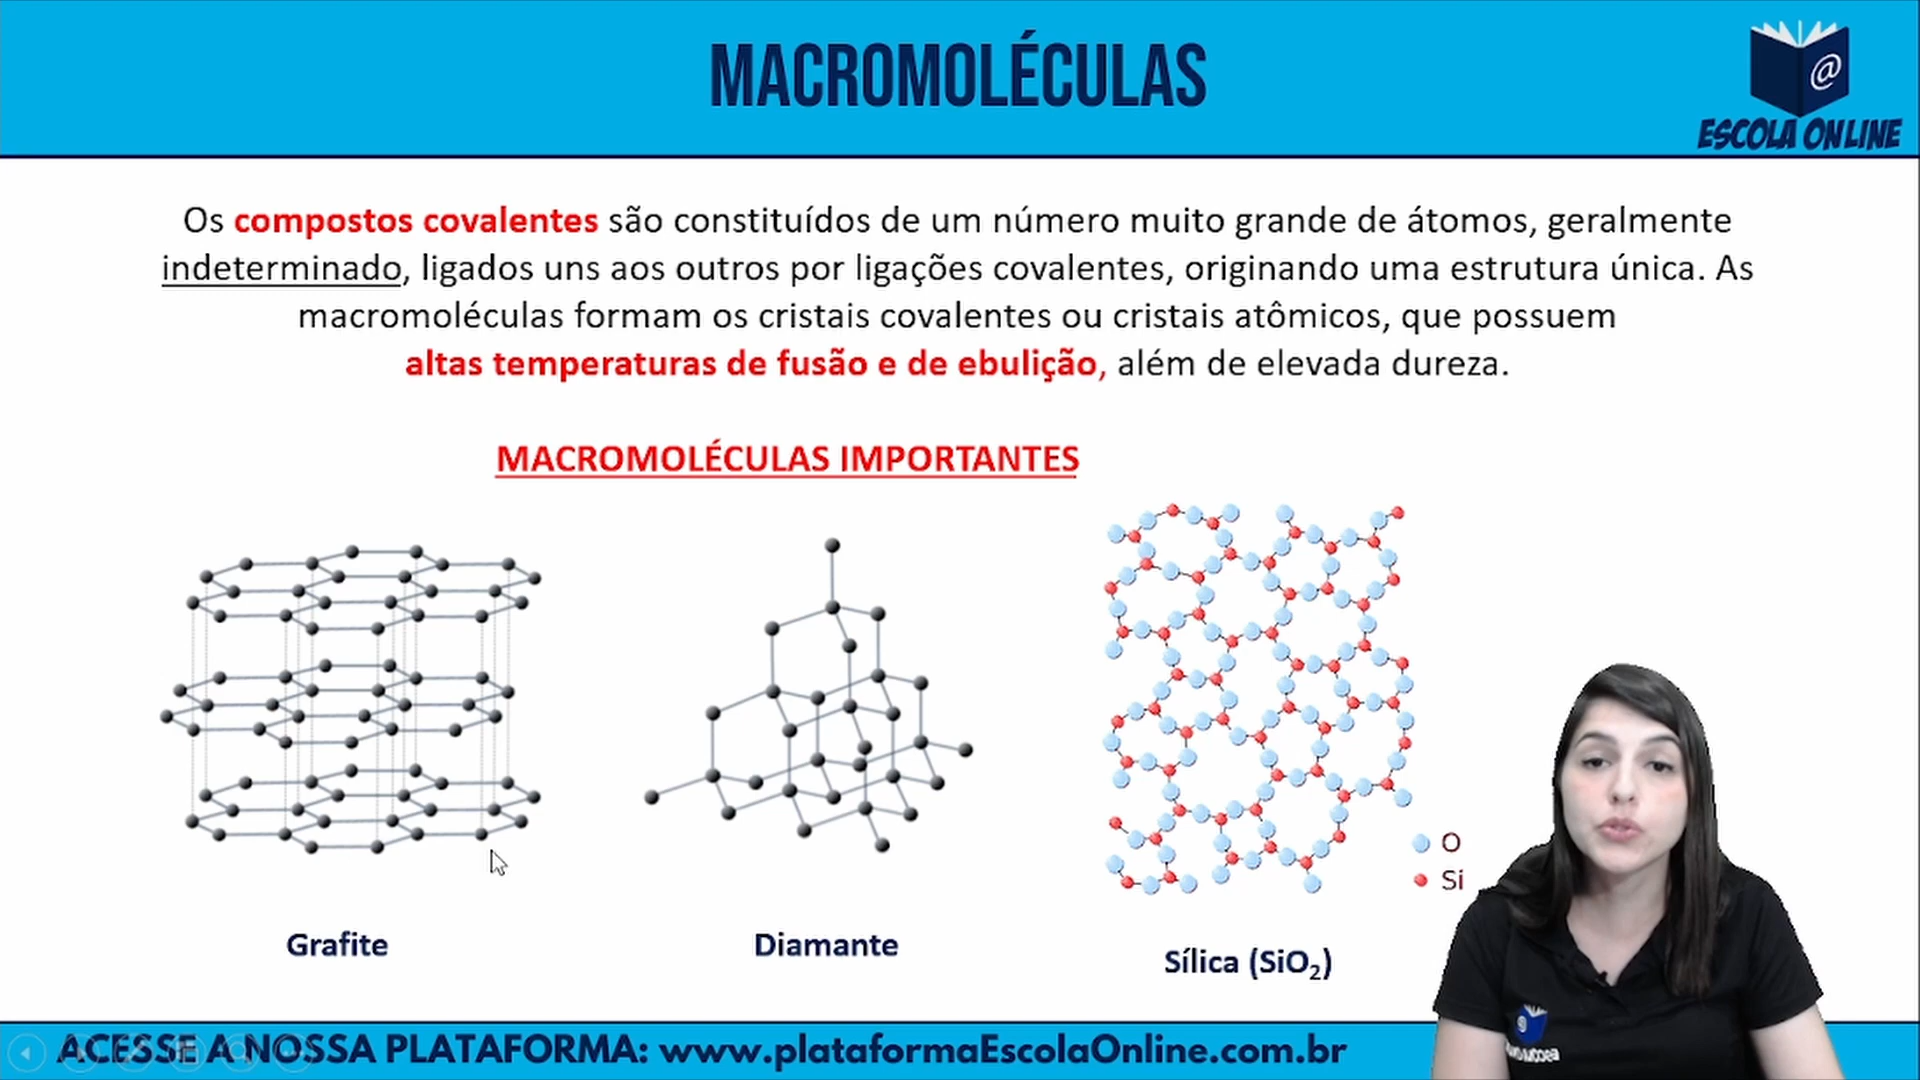 MACROMOLÉCULAS
@
ESCOLA ONLINE
Os compostos covalentes são constituídos de um número muito grande de átomos, geralmente
indeterminado, ligados uns aos outros por ligações covalentes, originando uma estrutura única. As
macromoléculas formam os cristais covalentes ou cristais atômicos, que possuem
altas temperaturas de fusão e de ebulição, além de elevada dureza.
MACROMOLÉCULAS IMPORTANTES
O
Si
Grafite
Diamante
Sílica (SiO₂)
ACESSE A NOSSA PLATAFORMA: www.plataformaEscolaOnline.com.br